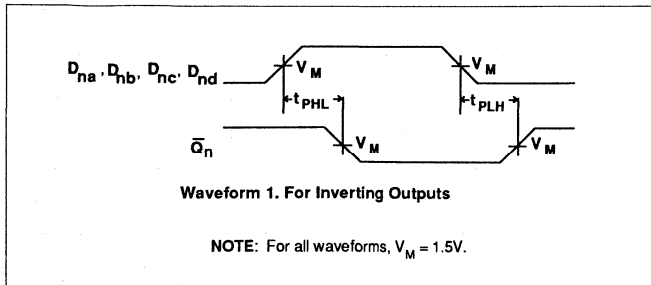 Dna , Dnb, Dnc, Dnd
VM
VM
tPHL
tPLH
Q̄n
VM
VM
Waveform 1. For Inverting Outputs
NOTE: For all waveforms, VM = 1.5V.